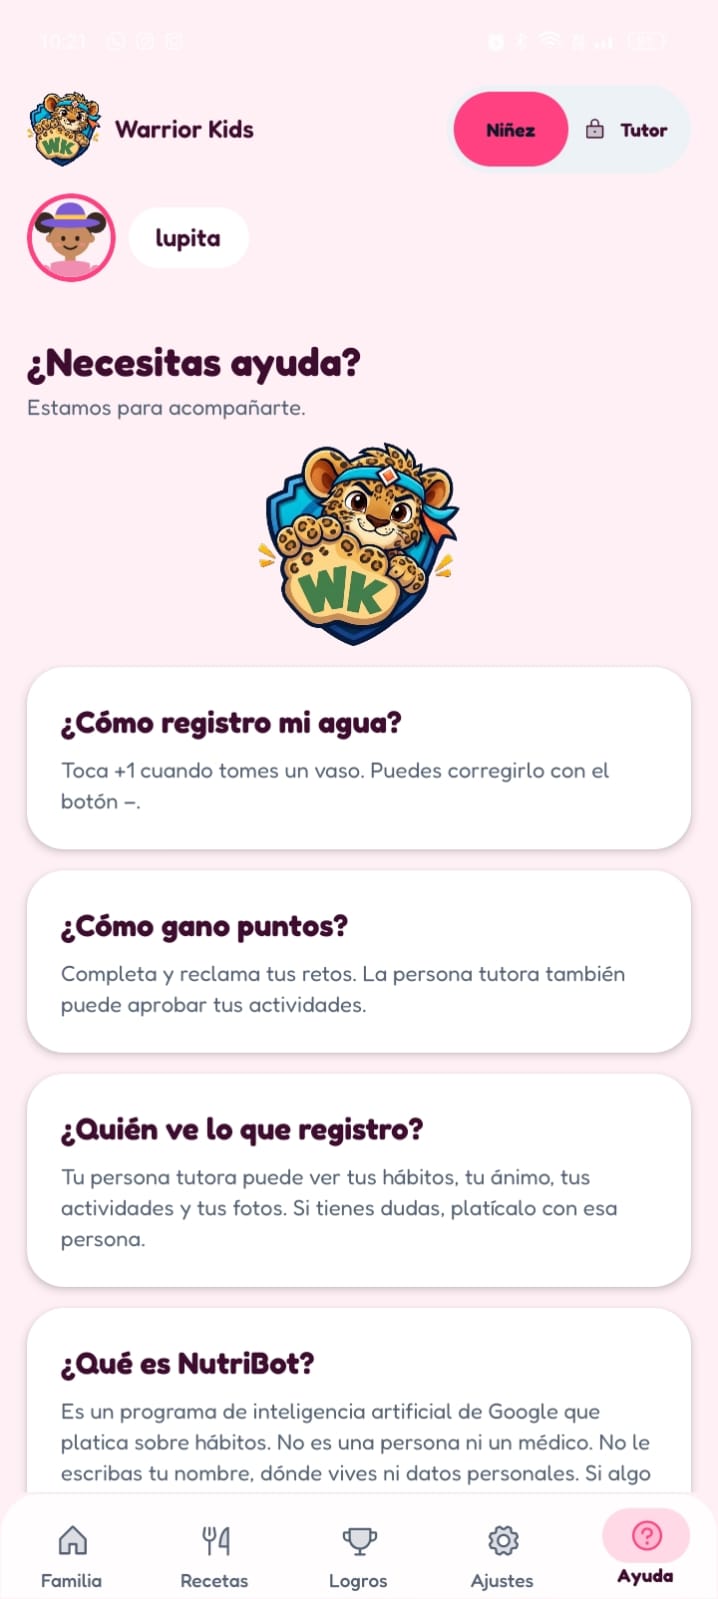 10:21
Warrior Kids
WK
Niñez
Tutor
lupita
¿Necesitas ayuda?
Estamos para acompañarte.
WK
¿Cómo registro mi agua?
Toca +1 cuando tomes un vaso. Puedes corregirlo con el
botón –.
¿Cómo gano puntos?
Completa y reclama tus retos. La persona tutora también
puede aprobar tus actividades.
¿Quién ve lo que registro?
Tu persona tutora puede ver tus hábitos, tu ánimo, tus
actividades y tus fotos. Si tienes dudas, platícalo con esa
persona.
¿Qué es NutriBot?
Es un programa de inteligencia artificial de Google que
platica sobre hábitos. No es una persona ni un médico. No le
escribas tu nombre, dónde vives ni datos personales. Si algo
Familia
Recetas
Logros
Ajustes
Ayuda